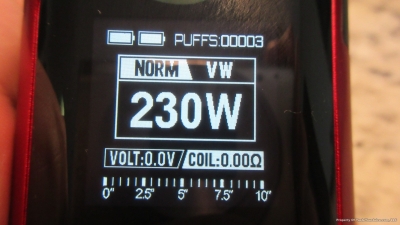 PUFFS:00003
NORM VW
230W
VOLT:0.0V COIL:0.00Ω
0" 2.5" 5" 7.5" 10"